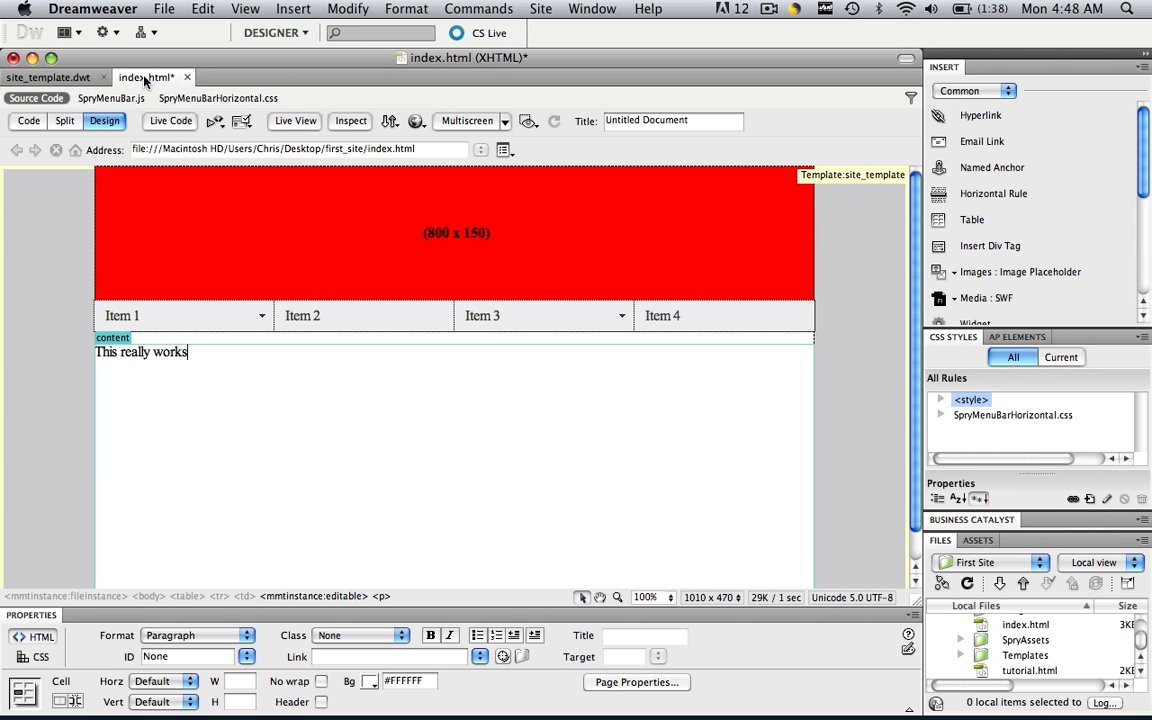 Dreamweaver File Edit View Insert Modify Format Commands Site Window Help 12 (1:38) Mon 4:48 AM
Dw DESIGNER CS Live
index.html (XHTML)*
site_template.dwt index.html*
Source Code SpryMenuBar.js SpryMenuBarHorizontal.css
Code Split Design Live Code Live View Inspect Multiscreen Title: Untitled Document
Address: file:///Macintosh HD/Users/Chris/Desktop/first_site/index.html
Template:site_template
(800 x 150)
Item 1 Item 2 Item 3 Item 4
content
This really works
<mmtinstance:fileinstance> <body> <table> <tr> <td> <mmtinstance:editable> <p>
100% 1010 x 470 29K / 1 sec Unicode 5.0 UTF-8
PROPERTIES
HTML Format Paragraph Class None B I Title
CSS ID None Link Target
Cell Horz Default W No wrap Bg #FFFFFF Page Properties...
Vert Default H Header
INSERT
Common
Hyperlink
Email Link
Named Anchor
Horizontal Rule
Table
Insert Div Tag
Images : Image Placeholder
Media : SWF
Widget
CSS STYLES AP ELEMENTS
All Current
All Rules
<style>
SpryMenuBarHorizontal.css
Properties
BUSINESS CATALYST
FILES ASSETS
First Site Local view
Local Files Size
index.html 3KE
SpryAssets
Templates
tutorial.html 2KE
0 local items selected to Log...